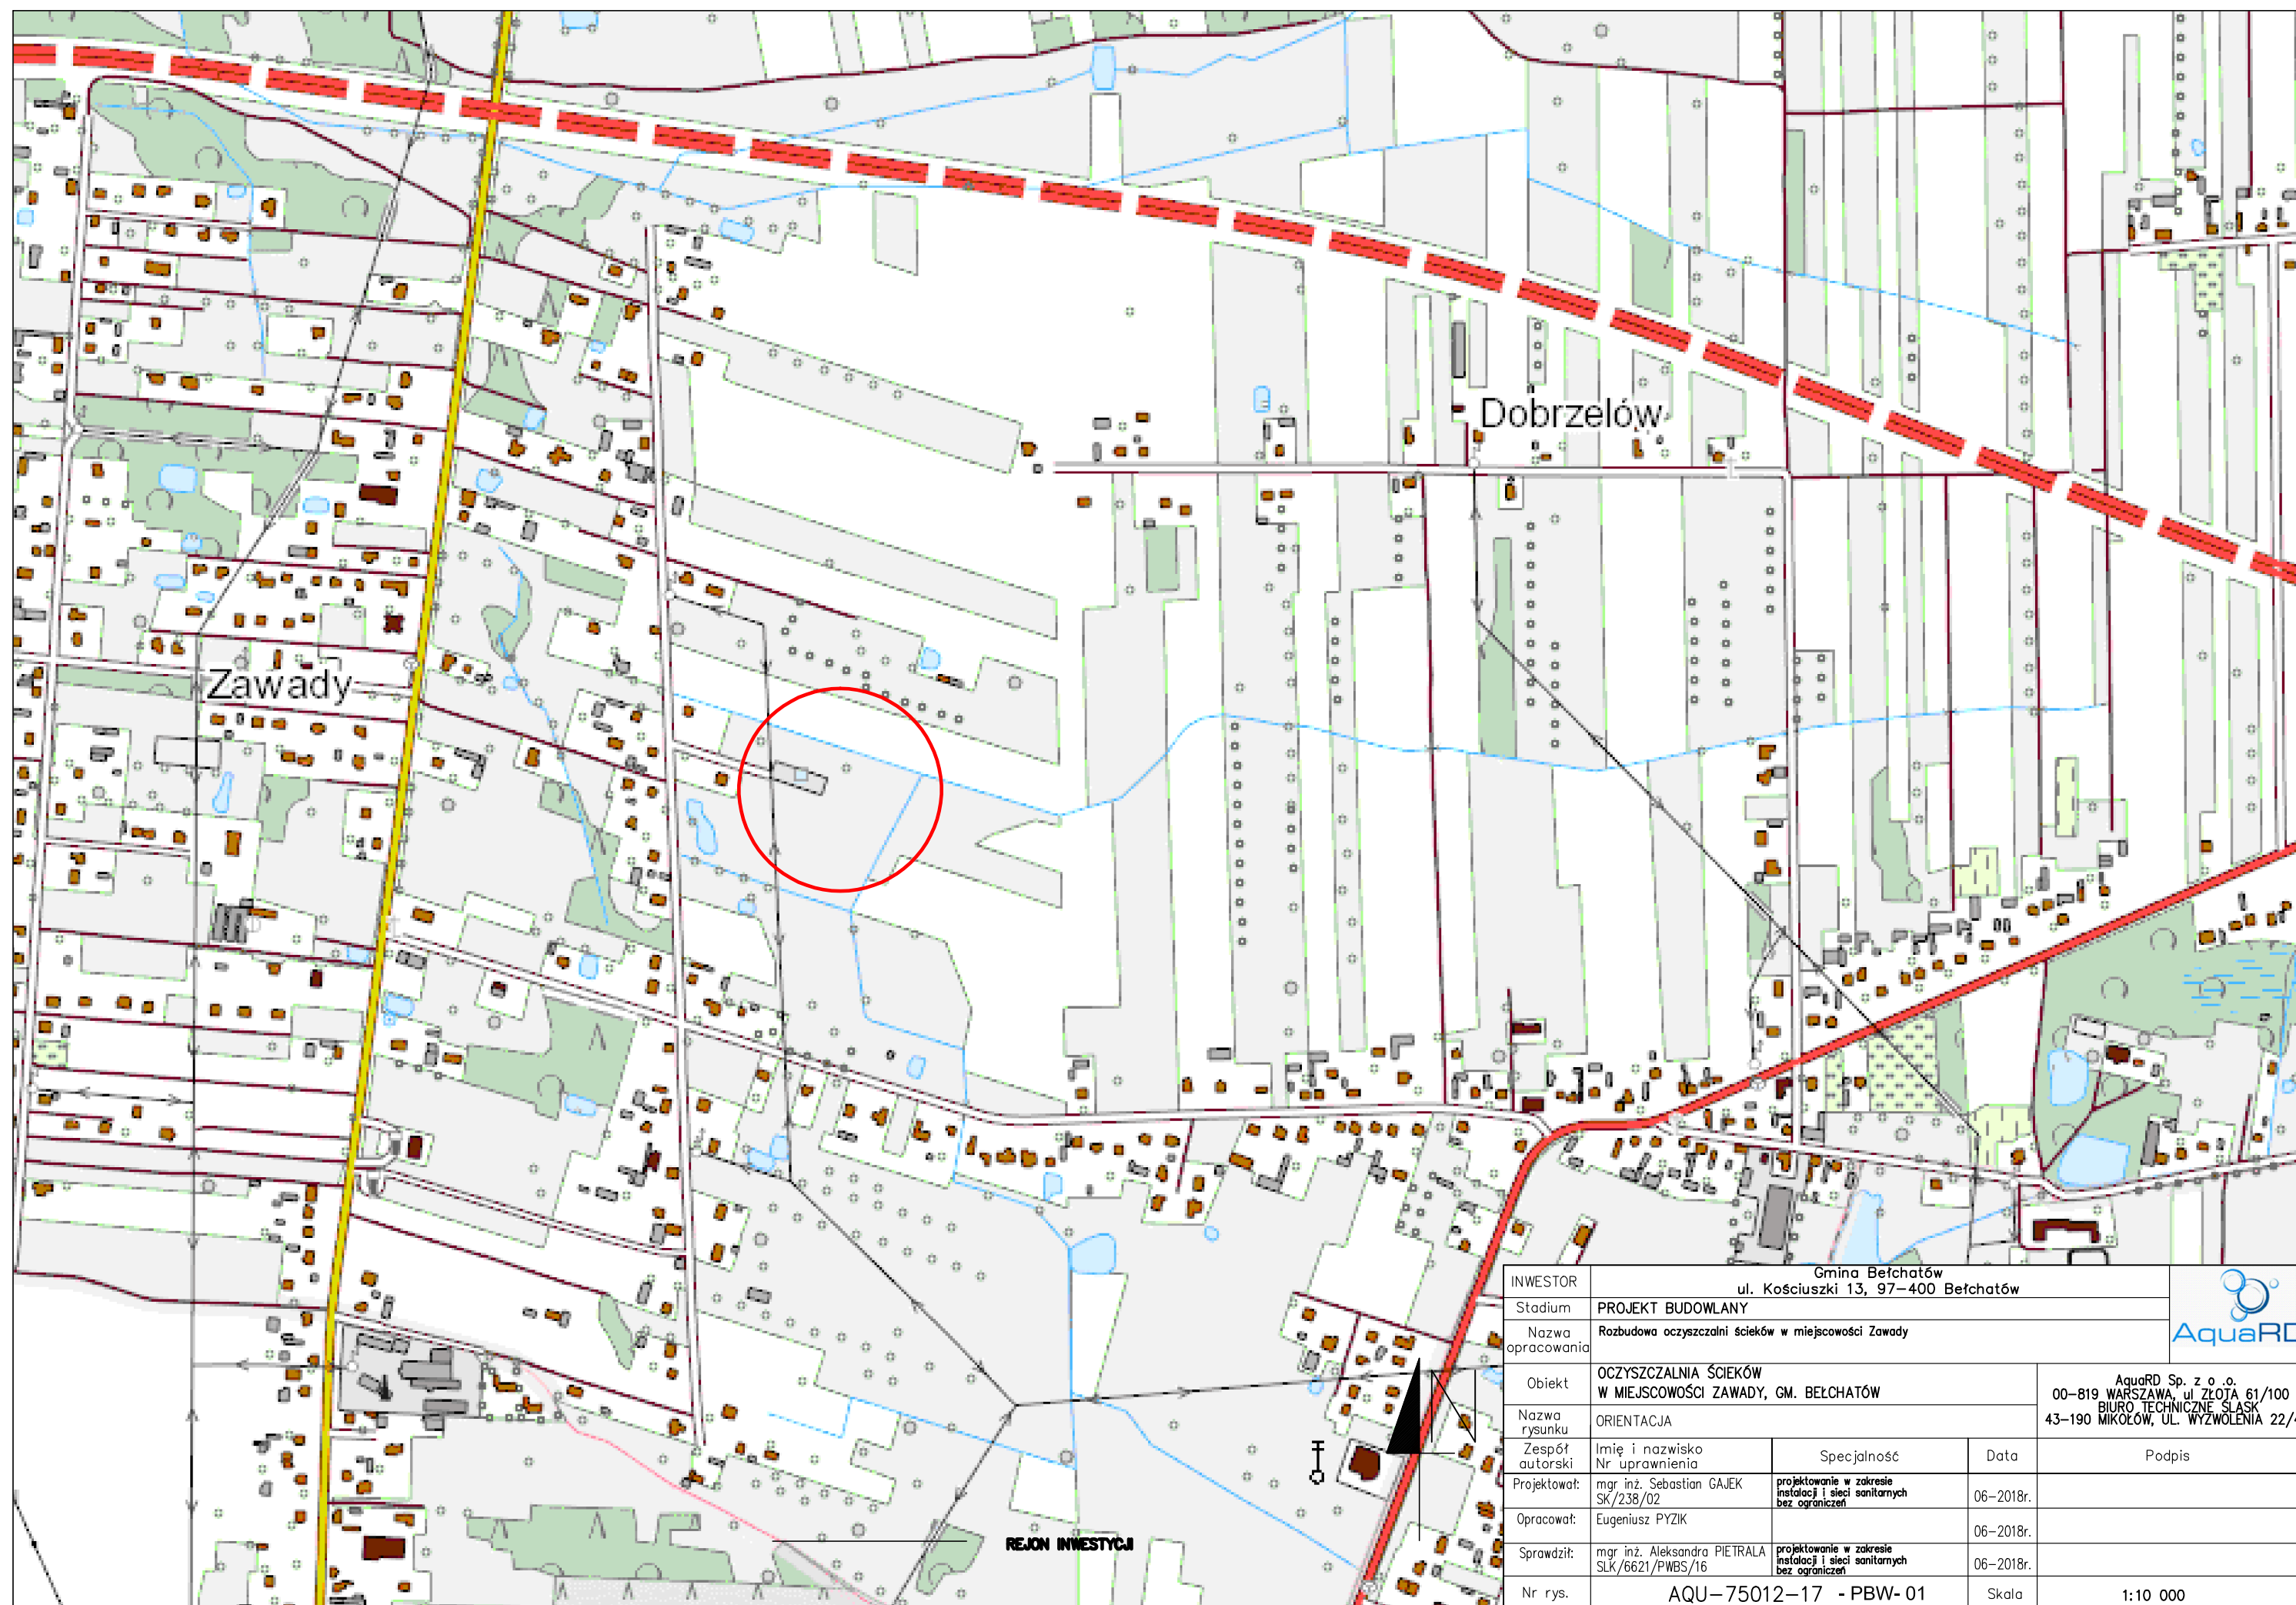 Dobrzelów
Zawady
REJON INWESTYCJI
INWESTOR
Gmina Bełchatów
ul. Kościuszki 13, 97-400 Bełchatów
Stadium
PROJEKT BUDOWLANY
Nazwa
opracowania
Rozbudowa oczyszczalni ścieków w miejscowości Zawady
AquaRD
Obiekt
OCZYSZCZALNIA ŚCIEKÓW
W MIEJSCOWOŚCI ZAWADY, GM. BEŁCHATÓW
AquaRD Sp. z o .o.
00-819 WARSZAWA, ul ZŁOTA 61/100
BIURO TECHNICZNE ŚLĄSK
43-190 MIKOŁÓW, UL. WYZWOLENIA 22/
Nazwa
rysunku
ORIENTACJA
Zespół
autorski
Imię i nazwisko
Nr uprawnienia
Specjalność
Data
Podpis
Projektował:
mgr inż. Sebastian GAJEK
SK/238/02
projektowanie w zakresie
instalacji i sieci sanitarnych
bez ograniczeń
06-2018r.
Opracował:
Eugeniusz PYZIK
06-2018r.
Sprawdził:
mgr inż. Aleksandra PIETRALA
SLK/6621/PWBS/16
projektowanie w zakresie
instalacji i sieci sanitarnych
bez ograniczeń
06-2018r.
Nr rys.
AQU-75012-17 - PBW- 01
Skala
1:10 000